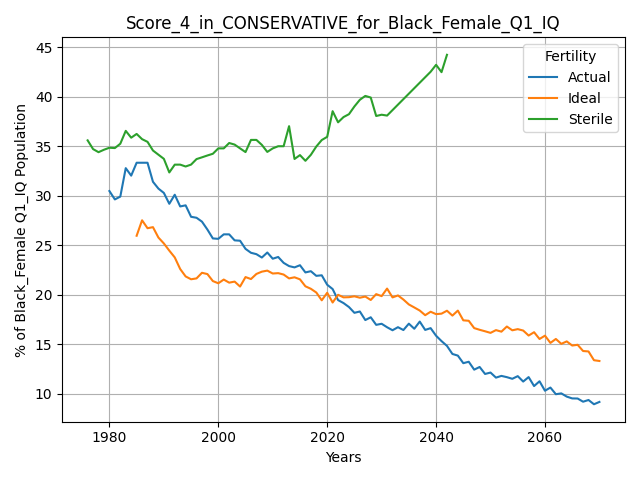 Score_4_in_CONSERVATIVE_for_Black_Female_Q1_IQ
% of Black_Female Q1_IQ Population
45
40
35
30
25
20
15
10
Fertility
Actual
Ideal
Sterile
1980
2000
2020
2040
2060
Years